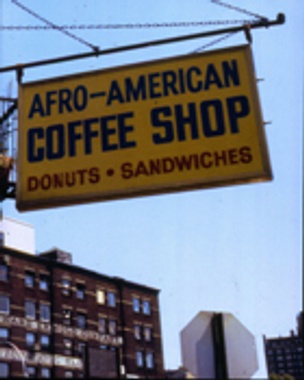 AFRO-AMERICAN
COFFEE SHOP
DONUTS • SANDWICHES